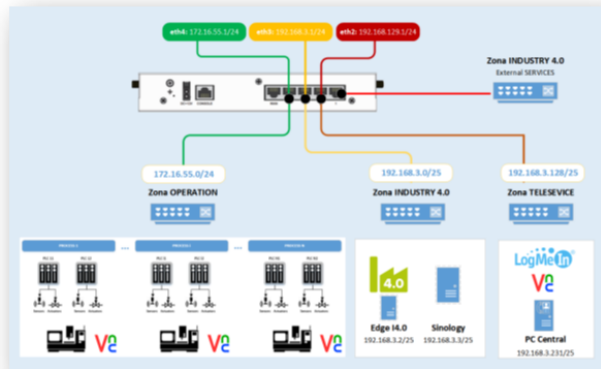 eth4: 172.16.55.1/24
eth3: 192.168.3.1/24
eth2: 192.168.129.1/24
Zona INDUSTRY 4.0
External SERVICES
CONSOLE
172.16.55.0/24
192.168.3.0/25
192.168.3.128/25
Zona OPERATION
Zona INDUSTRY 4.0
Zona TELESEVICE
4.0
LogMeIn
Edge I4.0
Sinology
PC Central
192.168.3.2/25
192.168.3.3/25
192.168.3.231/25